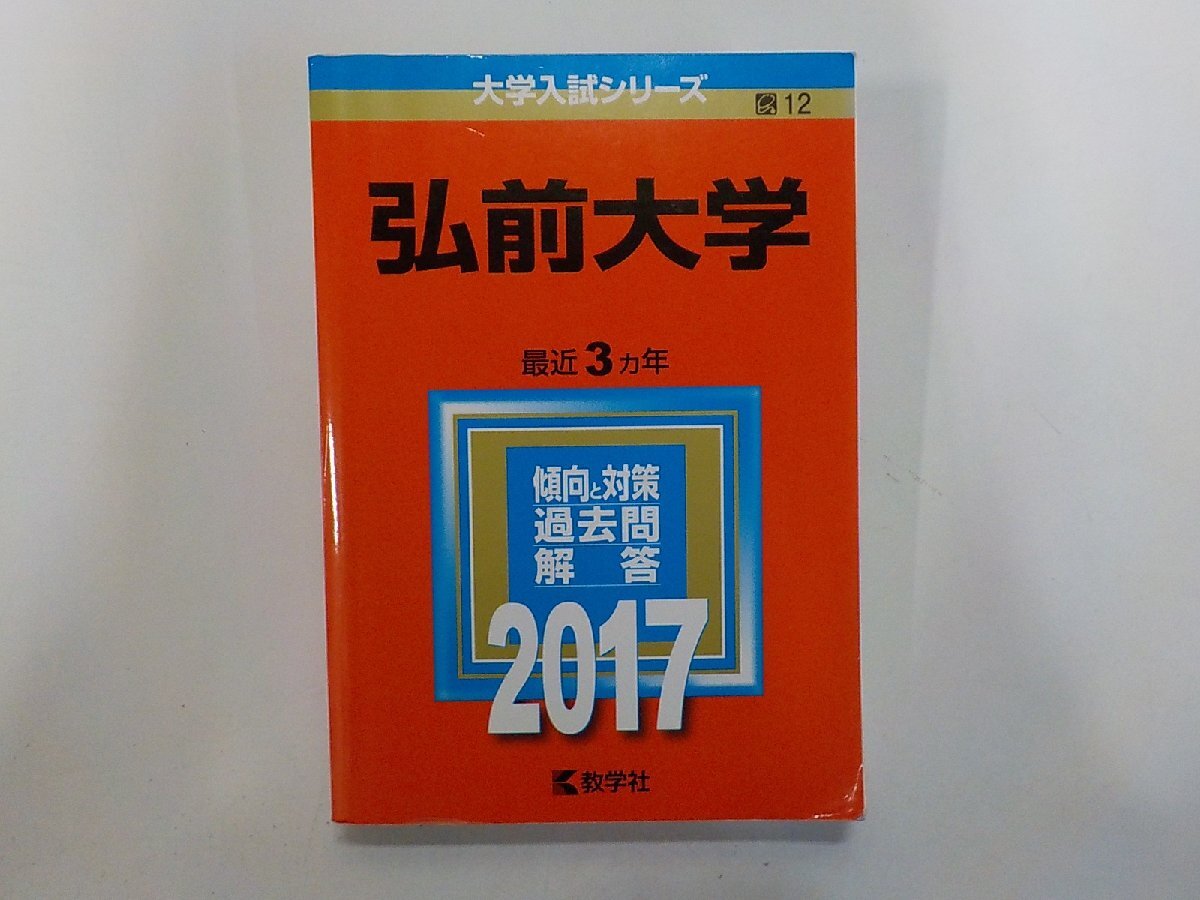 大学入試シリーズ
12
弘前大学
最近3カ年
傾向と対策
過去問
解答
2017
教学社